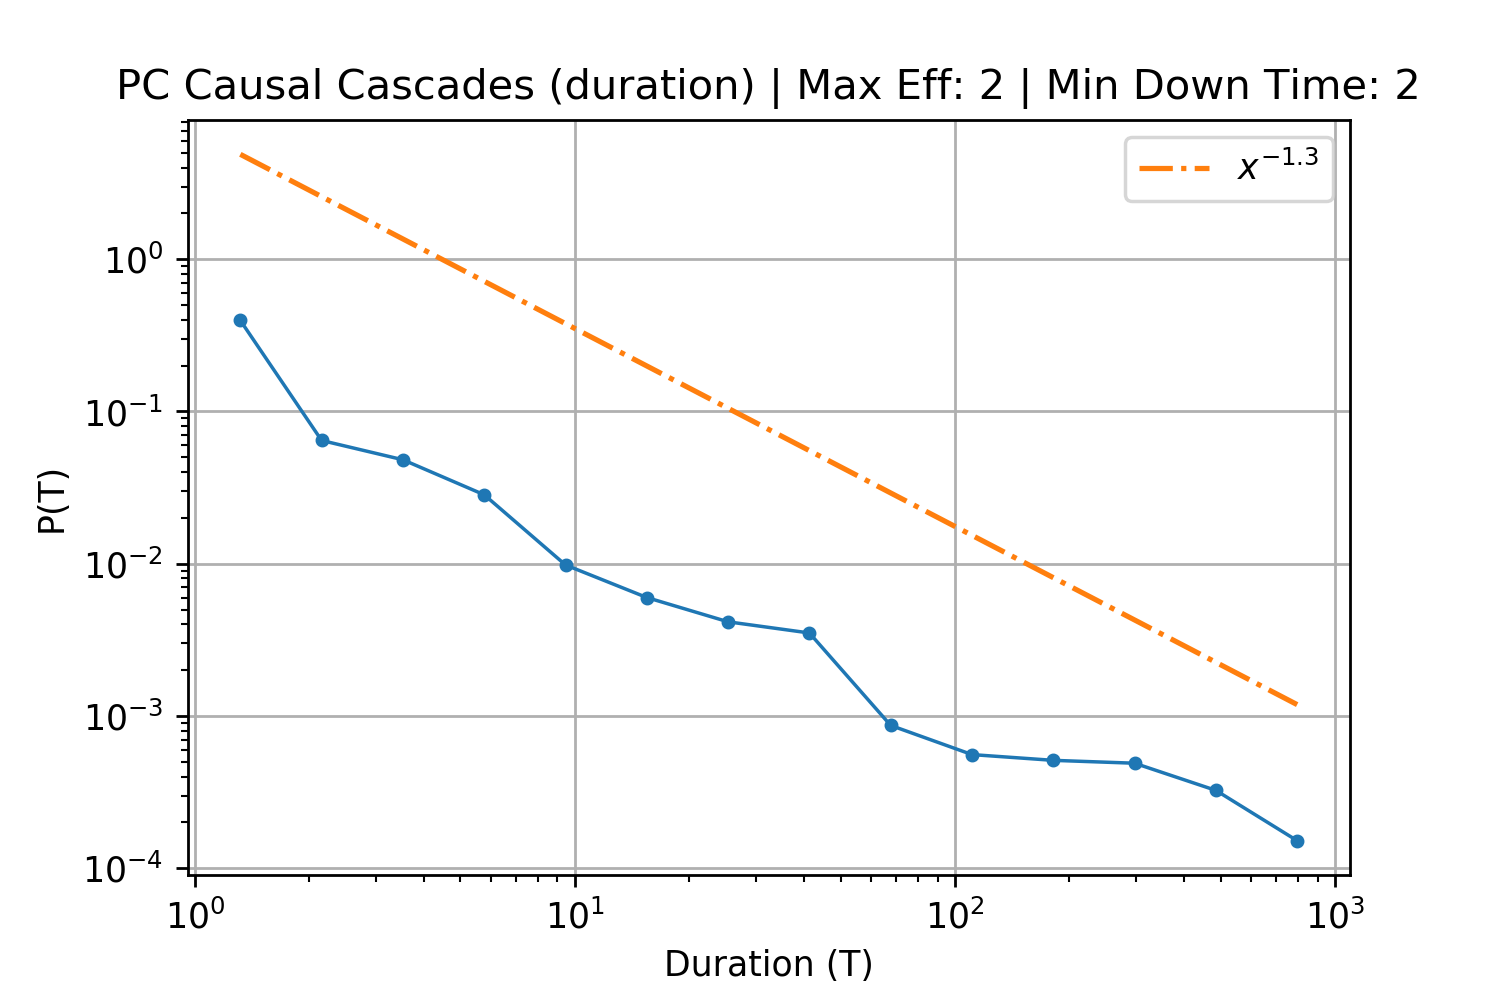 PC Causal Cascades (duration) | Max Eff: 2 | Min Down Time: 2
x⁻¹·³
10⁰
10⁻¹
10⁻²
10⁻³
10⁻⁴
P(T)
10⁰ 10¹ 10² 10³
Duration (T)